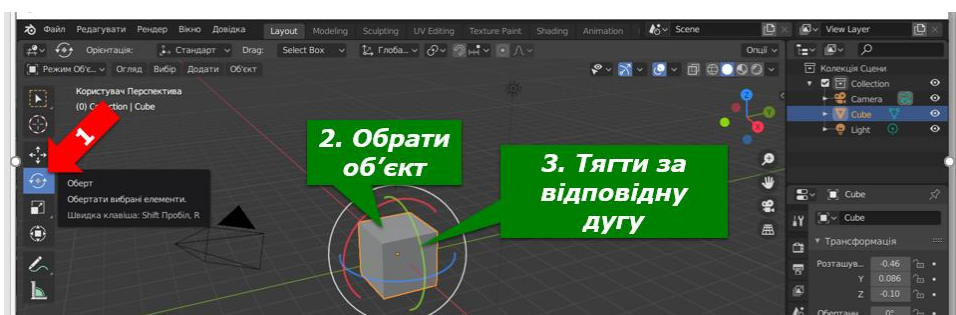 Файл Редагувати Рендер Вікно Довідка Layout Modeling Sculpting UV Editing Texture Paint Shading Animation Scene View Layer
Орієнтація: Стандарт Drag: Select Box Глоба... Опції
Режим Об'є... Огляд Вибір Додати Об'єкт
Користувач Перспектива
(0) Collection | Cube
1
Оберт
Обертати вибрані елементи.
Швидка клавіша: Shift Пробіл, R
2. Обрати
об’єкт
3. Тягти за
відповідну
дугу
Z
Y
X
Колекція Сцени
Collection
Camera
Cube
Light
Cube
Cube
Трансформація
Розташув... -0.46
Y 0.086
Z -0.10
Обертанн 0°